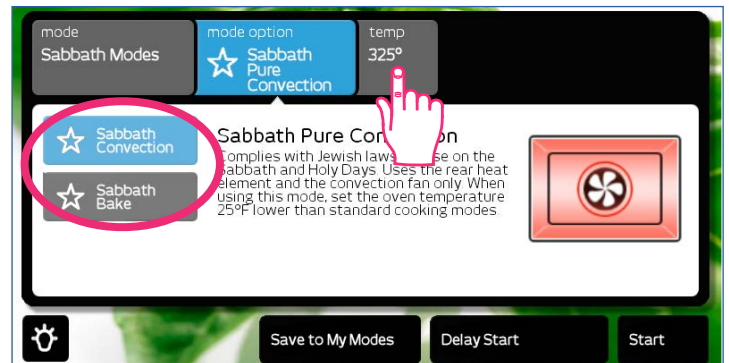 mode
Sabbath Modes
mode option
Sabbath
Pure
Convection
temp
325°
Sabbath
Convection
Sabbath
Bake
Sabbath Pure Con on
Complies with Jewish laws se on the
Sabbath and Holy Days. Uses the rear heat
element and the convection fan only. When
using this mode, set the oven temperature
25°F lower than standard cooking modes
Save to My Modes
Delay Start
Start